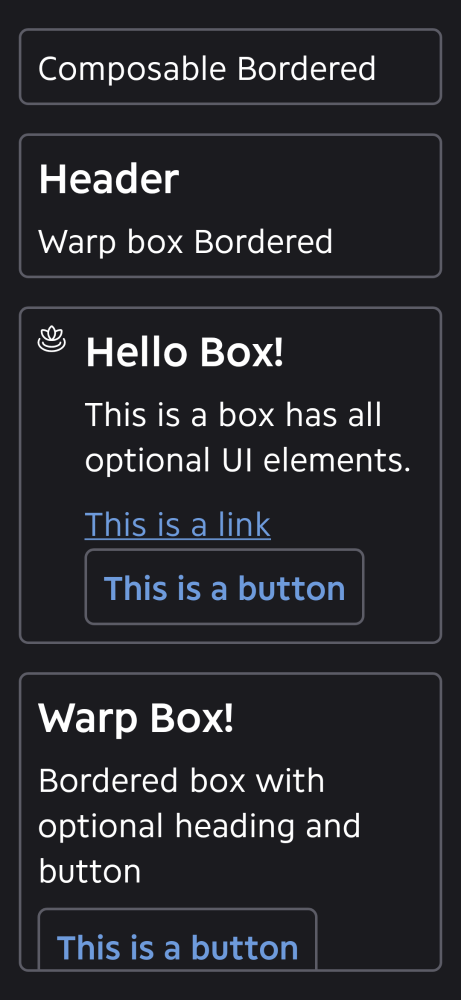 Composable Bordered
Header
Warp box Bordered
Hello Box!
This is a box has all
optional UI elements.
This is a link
This is a button
Warp Box!
Bordered box with
optional heading and
button
This is a button